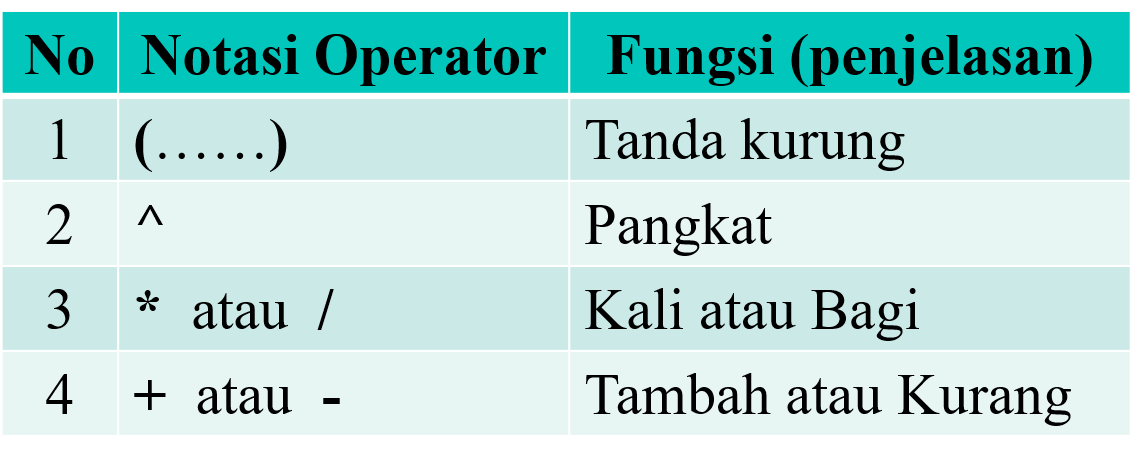 No Notasi Operator Fungsi (penjelasan)
1 (......) Tanda kurung
2 ^ Pangkat
3 * atau / Kali atau Bagi
4 + atau - Tambah atau Kurang